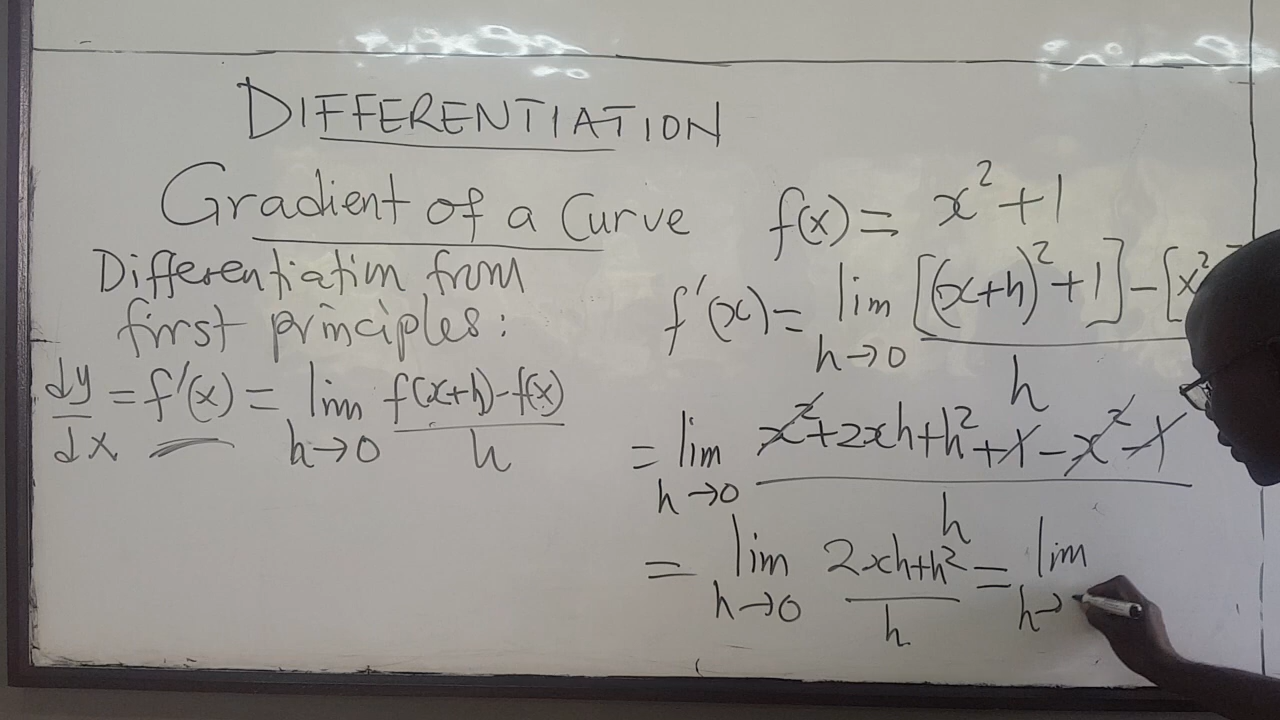 DIFFERENTIATION
Gradient of a Curve
Differentiation from
first principles:
dy/dx = f'(x) = lim h→0 f(x+h)-f(x)/h
f(x) = x²+1
f'(x) = lim h→0 [(x+h)²+1]-[x²/h
= lim h→0 x²+2xh+h²+1-x²-1/h
= lim h→0 2xh+h²/h = lim h→